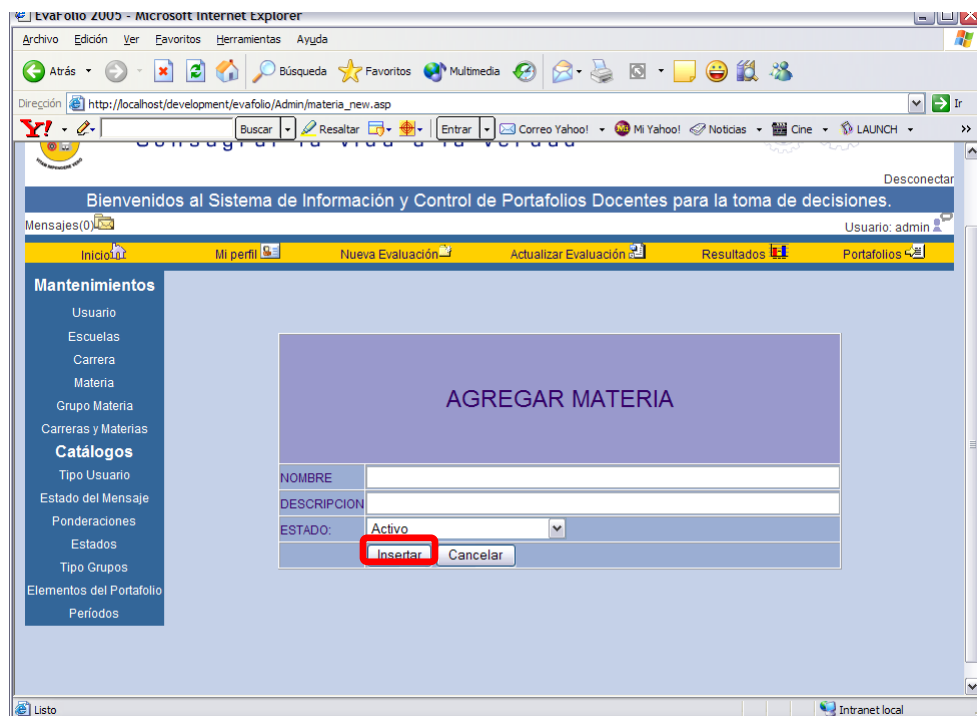 EvaFolio 2005 - Microsoft Internet Explorer
Archivo Edición Ver Favoritos Herramientas Ayuda
Atrás Búsqueda Favoritos Multimedia
Dirección http://localhost/development/evafolio/Admin/materia_new.asp Ir
Y! Buscar Resaltar Entrar Correo Yahoo! Mi Yahoo! Noticias Cine LAUNCH »
Consagrar la vida a la verdad
Desconectar
Bienvenidos al Sistema de Información y Control de Portafolios Docentes para la toma de decisiones.
Mensajes(0) Usuario: admin
Inicio Mi perfil Nueva Evaluación Actualizar Evaluación Resultados Portafolios
Mantenimientos
Usuario
Escuelas
Carrera
Materia
Grupo Materia
Carreras y Materias
Catálogos
Tipo Usuario
Estado del Mensaje
Ponderaciones
Estados
Tipo Grupos
Elementos del Portafolio
Períodos
AGREGAR MATERIA
NOMBRE
DESCRIPCION
ESTADO: Activo
Insertar Cancelar
Listo Intranet local